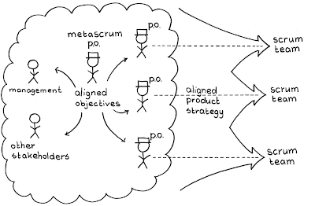 metascrum
p.o.
p.o.
management
aligned
objectives
p.o.
other
stakeholders
p.o.
aligned
product
strategy
scrum
team
scrum
team
scrum
team